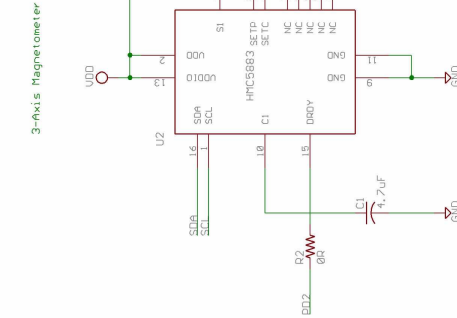 3-Axis Magnetometer
S1
SETP
SETC
NC
NC
NC
NC
NC
VDD
2
VDD
13
VDDIO
HMC5883
GND
11
GND
9
GND
SDA
SCL
C1
DRDY
U2
16
1
10
15
SDA
SCL
C1
4.7uF
GND
R2
0R
PD2